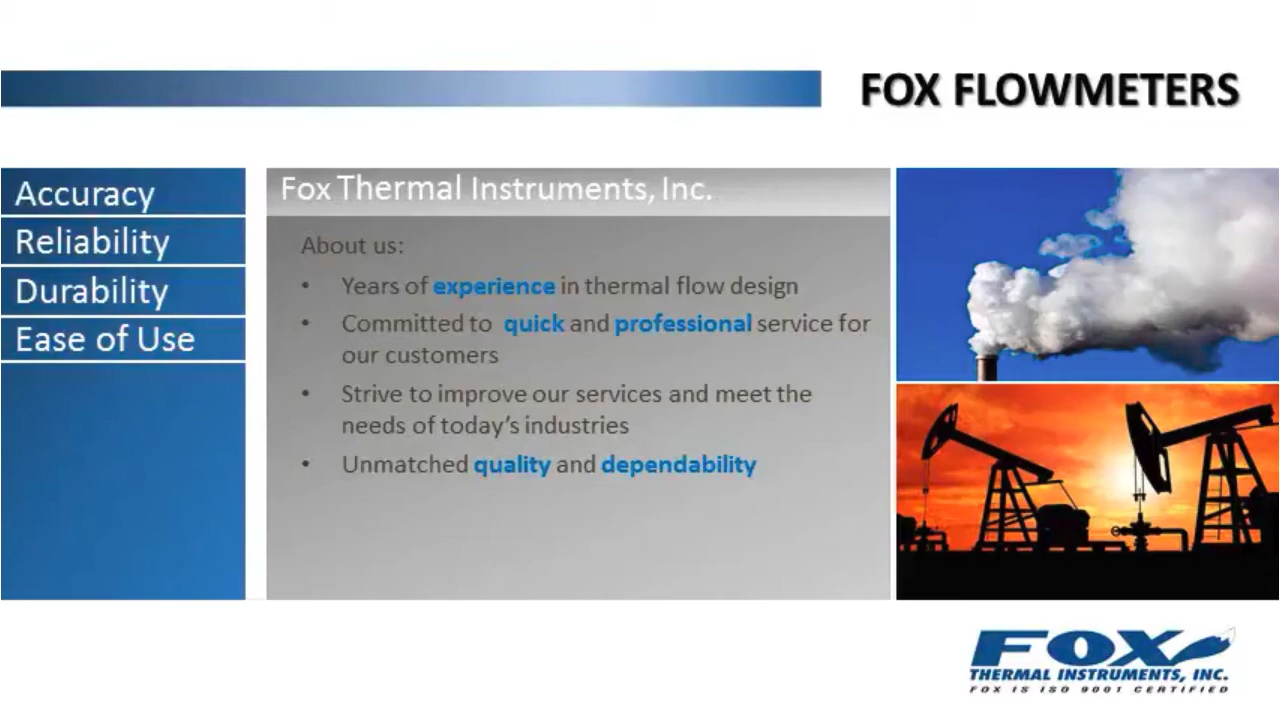 FOX FLOWMETERS
Accuracy
Reliability
Durability
Ease of Use
Fox Thermal Instruments, Inc.
About us:
• Years of experience in thermal flow design
• Committed to quick and professional service for
our customers
• Strive to improve our services and meet the
needs of today's industries
• Unmatched quality and dependability
FOX
THERMAL INSTRUMENTS, INC.
FOX IS ISO 9001 CERTIFIED